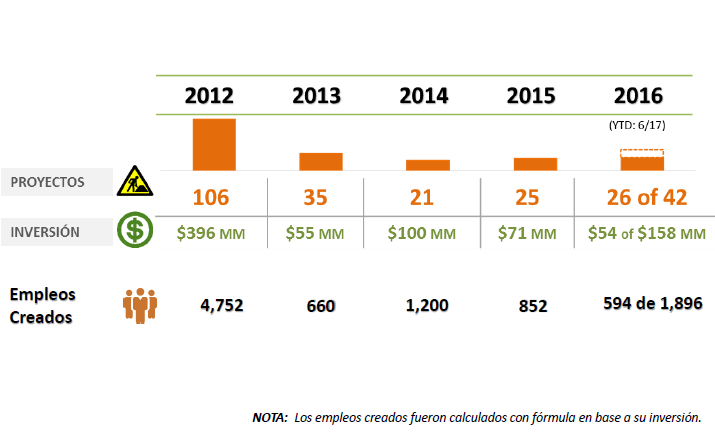 2012 2013 2014 2015 2016
(YTD: 6/17)
PROYECTOS 106 35 21 25 26 of 42
INVERSIÓN $396 MM $55 MM $100 MM $71 MM $54 of $158 MM
Empleos
Creados 4,752 660 1,200 852 594 de 1,896
NOTA: Los empleos creados fueron calculados con fórmula en base a su inversión.